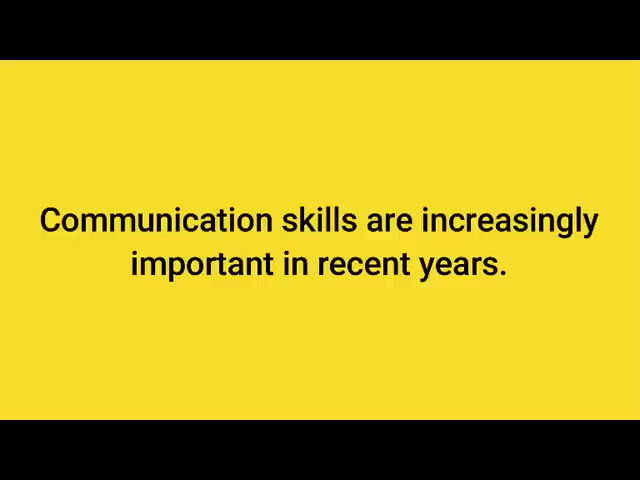 Communication skills are increasingly
important in recent years.